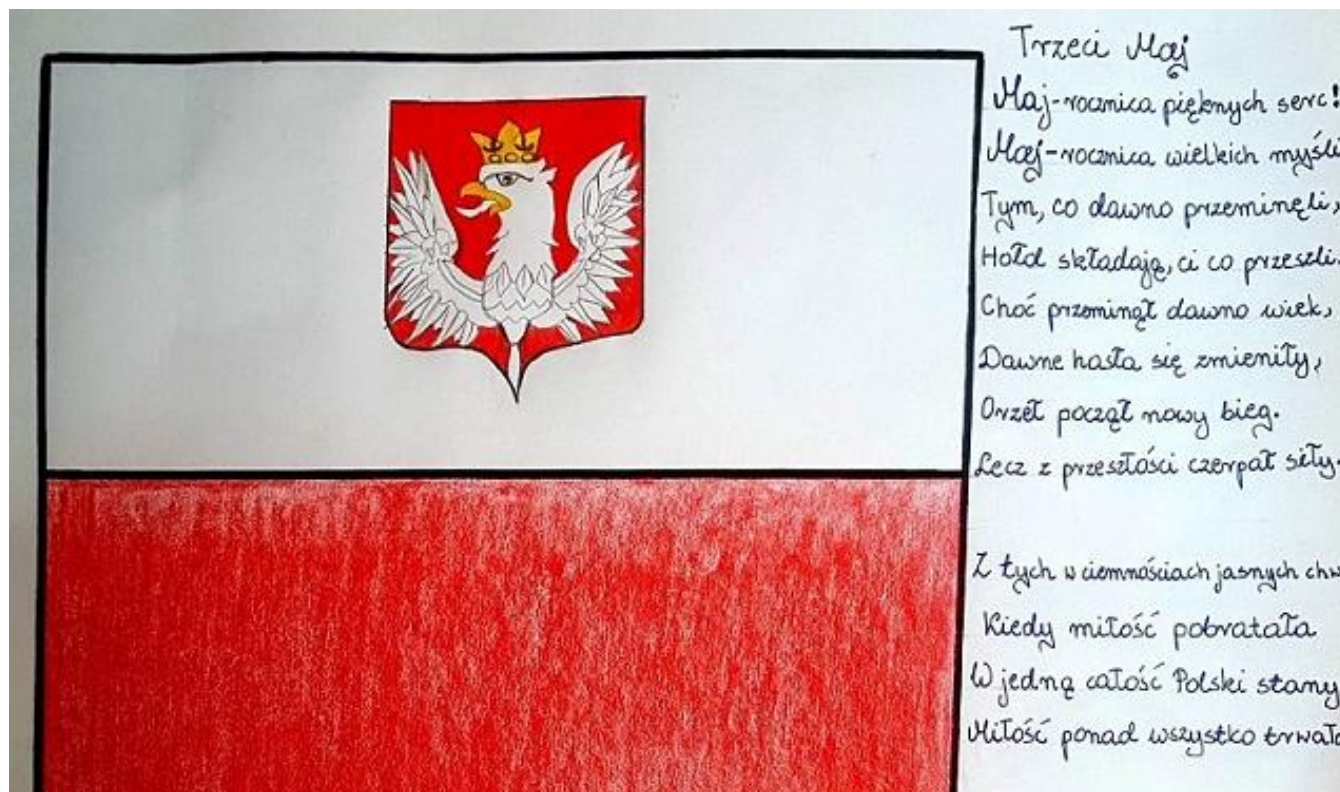 Trzeci Maj
Maj-rocznica pięknych serc!
Maj-rocznica wielkich myśli
Tym, co dawno przeminęli,
Hołd składają, ci co przeszli.
Choć przeminął dawno wiek,
Dawne hasła się zmieniły,
Orzeł począł nowy bieg.
Lecz z przeszłości czerpał siły.
Z tych w ciemnościach jasnych
Kiedy miłość pobratała
W jedną całość Polski stany
Miłość ponad wszystko